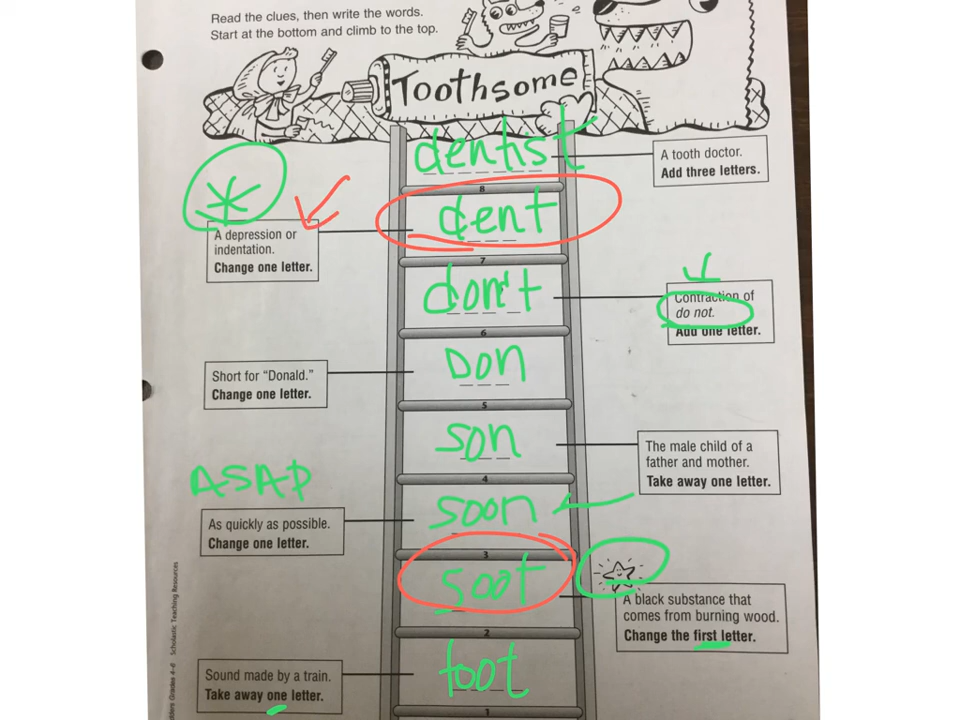 Read the clues, then write the words.
Start at the bottom and climb to the top.
Toothsome
dentist
A tooth doctor.
Add three letters.
8
dent
A depression or
indentation.
Change one letter.
7
don't
Contraction of
do not.
Add one letter.
6
Don
Short for “Donald.”
Change one letter.
5
son
The male child of a
father and mother.
Take away one letter.
4
ASAP
soon
As quickly as possible.
Change one letter.
3
soot
A black substance that
comes from burning wood.
Change the first letter.
2
toot
Sound made by a train.
Take away one letter.
1
dders Grades 4–6 Scholastic Teaching Resources